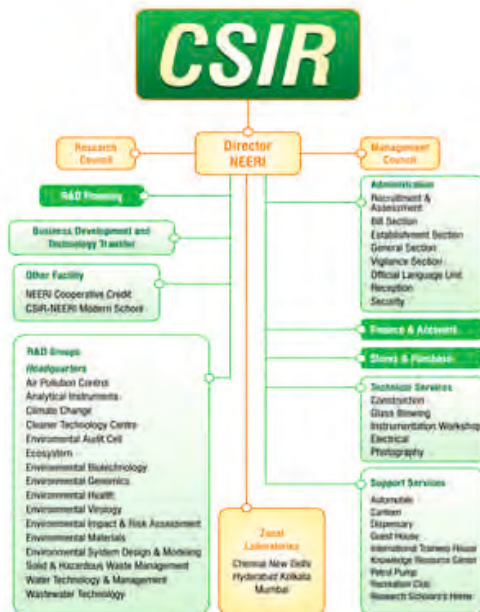 CSIR
Research
Council
Director
NEERI
Management
Council
R&D Planning
Business Development and
Technology Transfer
Other Facility
NEERI Cooperative Credit
CSIR-NEERI Modern School
R&D Groups
Headquarters
Air Pollution Control
Analytical Instruments
Climate Change
Cleaner Technology Centre
Enviromental Audit Cell
Ecosystem
Environmental Biotechnology
Environmental Genomics
Environmental Health
Environmental Virology
Environmental Impact & Risk Assessment
Environmental Materials
Environmental System Design & Modeling
Solid & Hazardous Waste Management
Water Technology & Management
Wastewater Technology
Zonal
Laboratories
Chennai New Delhi
Hyderabad Kolkata
Mumbai
Administration
Recruitment &
Assessment
Bill Section
Establishment Section
General Section
Vigilance Section
Official Language Unit
Reception
Security
Finance & Account
Stores & Purchase
Technical Services
Construction
Glass Blowing
Instrumentation Workshop
Electrical
Photography
Support Services
Automobile
Canteen
Dispencary
Guest House
International Trainees House
Knowledge Resource Center
Petrol Pump
Recreation Club
Research Scholars's Home